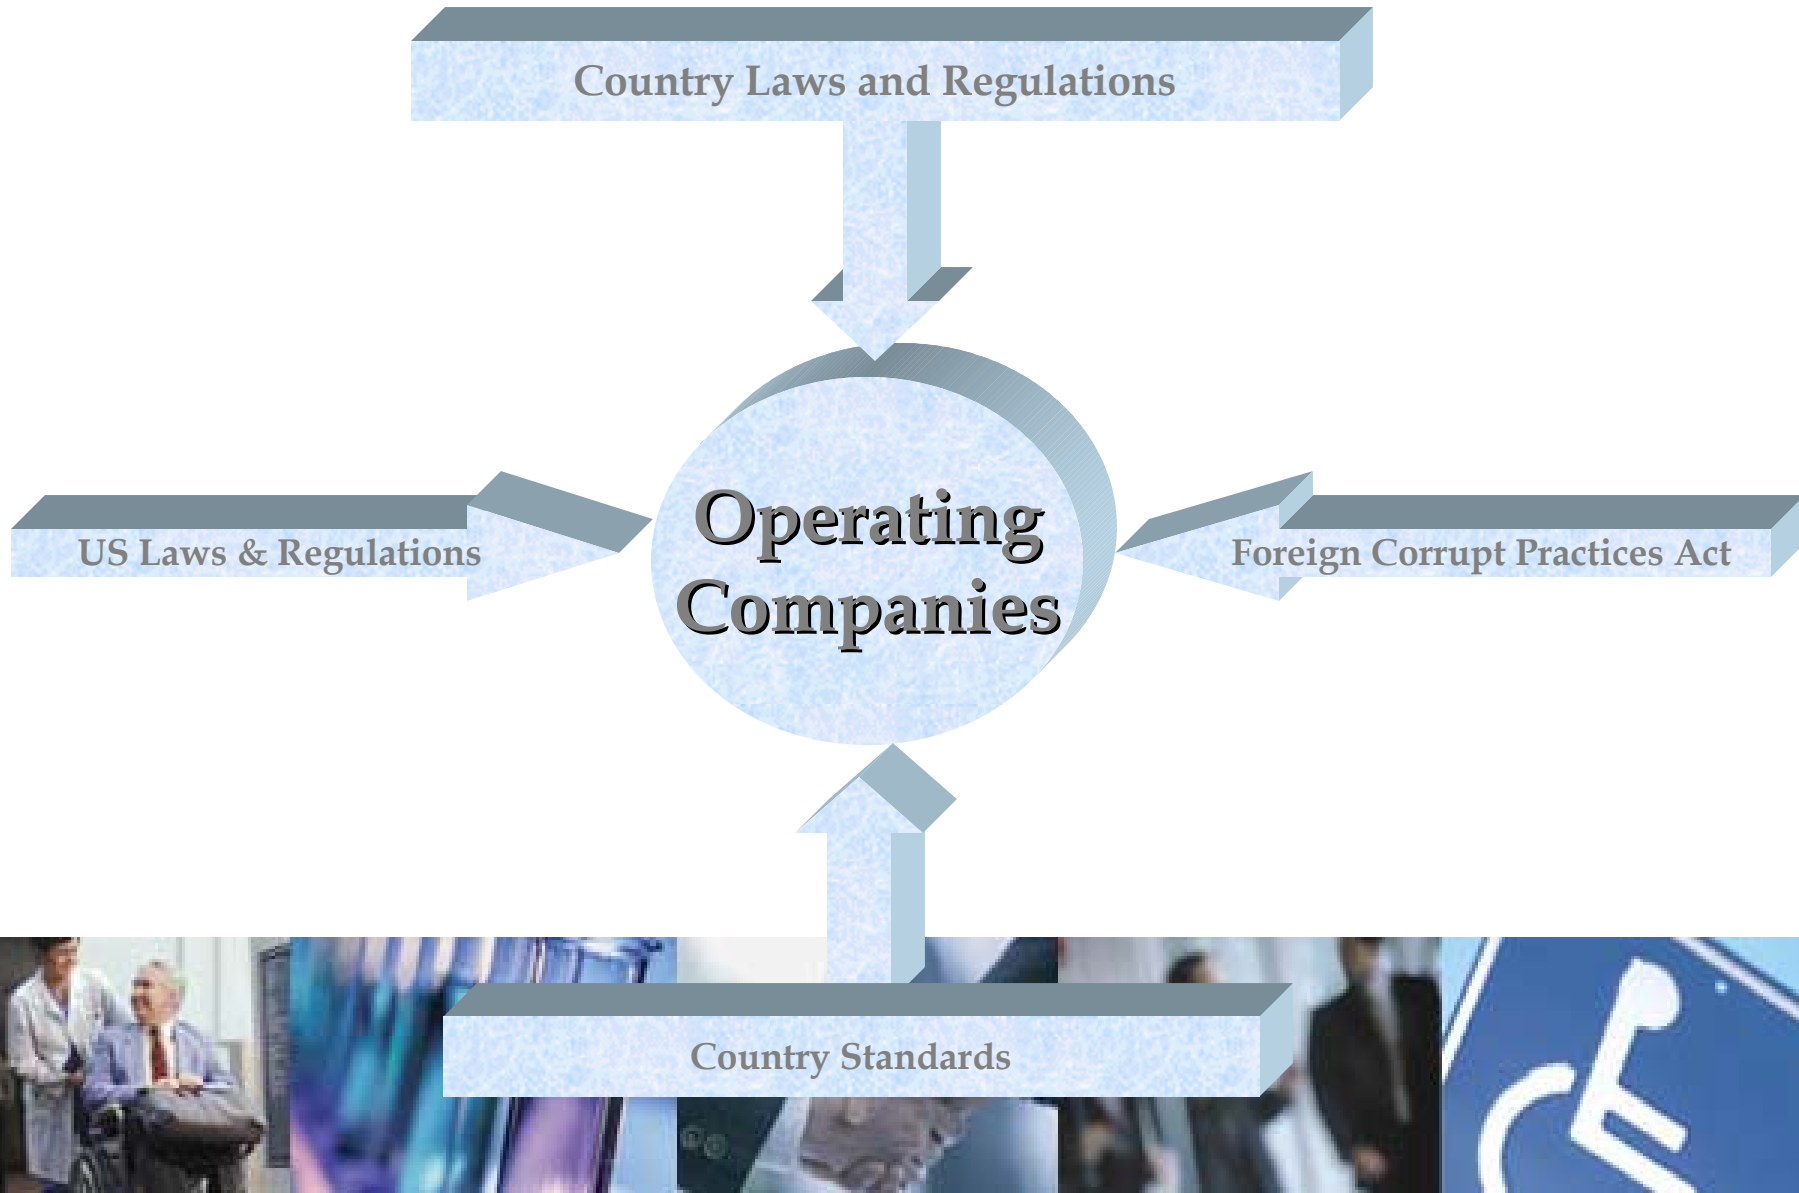 Country Laws and Regulations
US Laws & Regulations
Operating
Companies
Foreign Corrupt Practices Act
Country Standards